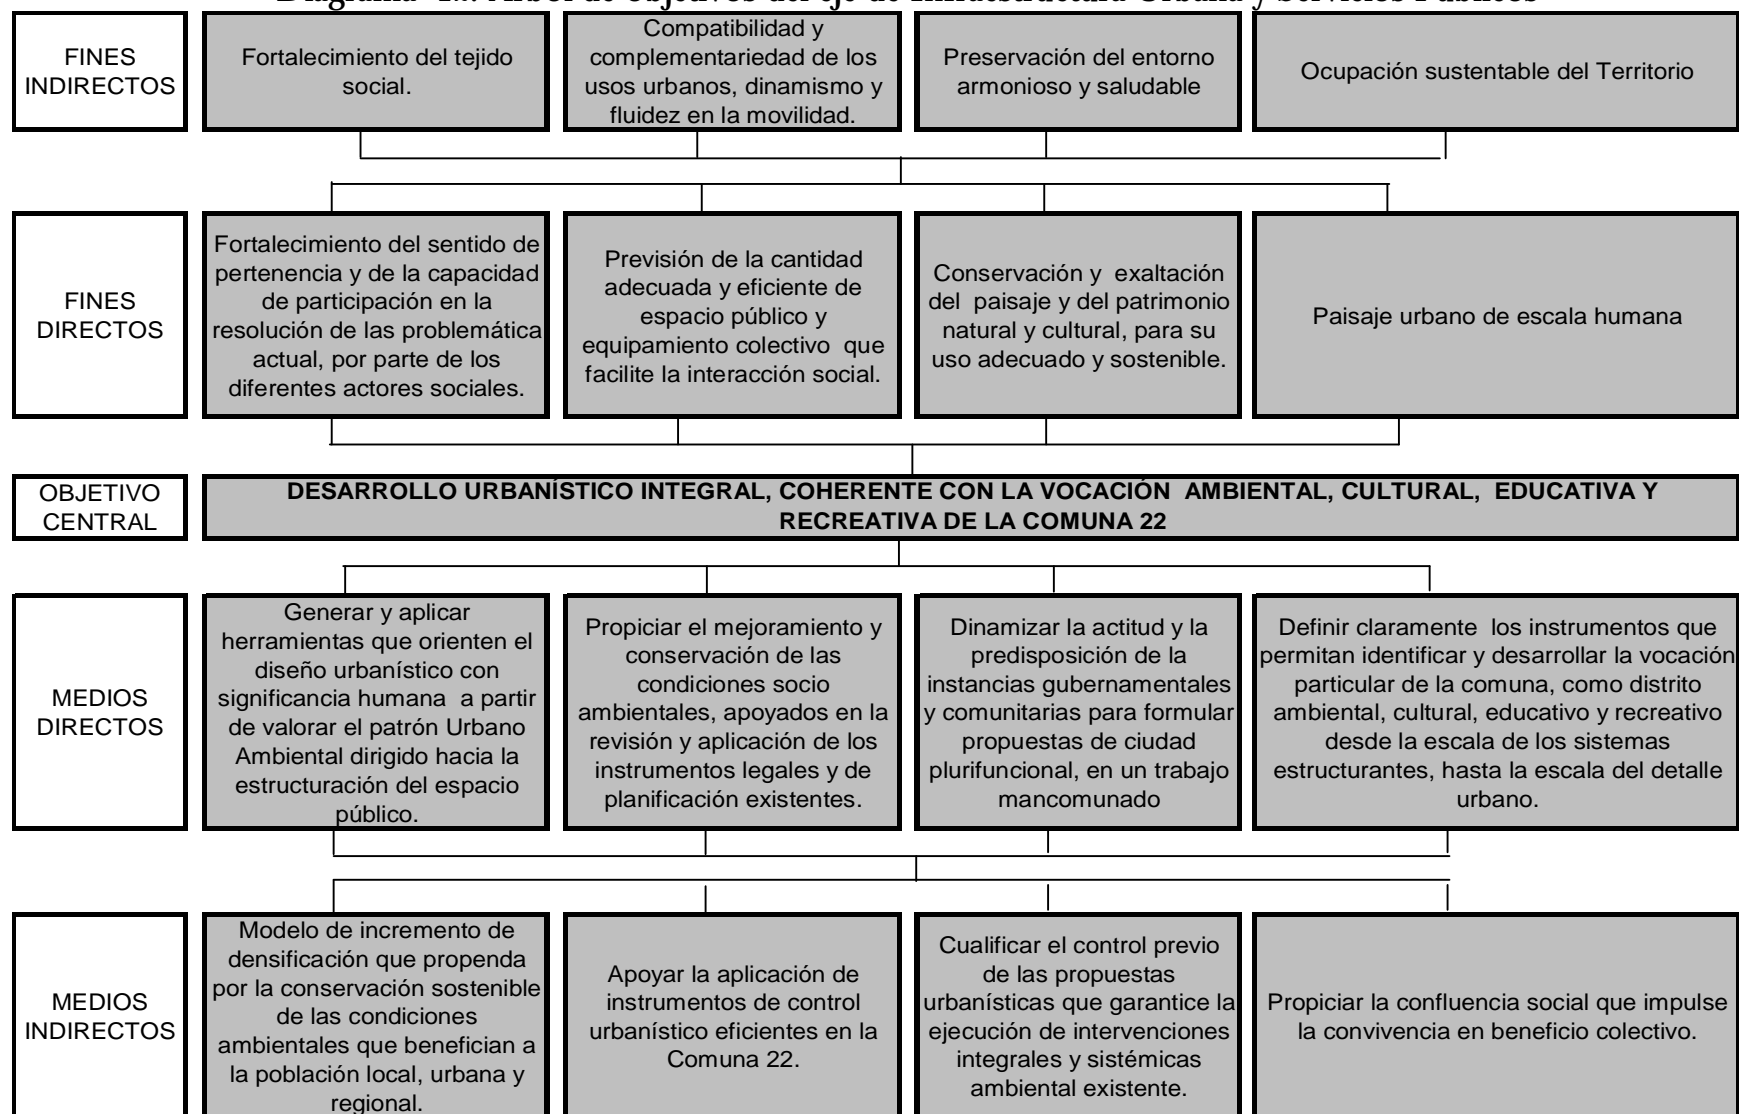 Árbol de Objetivos del eje de Infraestructura Urbana y Servicios Públicos
FINES
INDIRECTOS
Fortalecimiento del tejido
social.
Compatibilidad y
complementariedad de los
usos urbanos, dinamismo y
fluidez en la movilidad.
Preservación del entorno
armonioso y saludable
Ocupación sustentable del Territorio
FINES
DIRECTOS
Fortalecimiento del sentido de
pertenencia y de la capacidad
de participación en la
resolución de las problemática
actual, por parte de los
diferentes actores sociales.
Previsión de la cantidad
adecuada y eficiente de
espacio público y
equipamiento colectivo que
facilite la interacción social.
Conservación y exaltación
del paisaje y del patrimonio
natural y cultural, para su
uso adecuado y sostenible.
Paisaje urbano de escala humana
OBJETIVO
CENTRAL
DESARROLLO URBANÍSTICO INTEGRAL, COHERENTE CON LA VOCACIÓN AMBIENTAL, CULTURAL, EDUCATIVA Y
RECREATIVA DE LA COMUNA 22
MEDIOS
DIRECTOS
Generar y aplicar
herramientas que orienten el
diseño urbanístico con
significancia humana a partir
de valorar el patrón Urbano
Ambiental dirigido hacia la
estructuración del espacio
público.
Propiciar el mejoramiento y
conservación de las
condiciones socio
ambientales, apoyados en la
revisión y aplicación de los
instrumentos legales y de
planificación existentes.
Dinamizar la actitud y la
predisposición de la
instancias gubernamentales
y comunitarias para formular
propuestas de ciudad
plurifuncional, en un trabajo
mancomunado
Definir claramente los instrumentos que
permitan identificar y desarrollar la vocación
particular de la comuna, como distrito
ambiental, cultural, educativo y recreativo
desde la escala de los sistemas
estructurantes, hasta la escala del detalle
urbano.
MEDIOS
INDIRECTOS
Modelo de incremento de
densificación que propenda
por la conservación sostenible
de las condiciones
ambientales que benefician a
la población local, urbana y
regional.
Apoyar la aplicación de
instrumentos de control
urbanístico eficientes en la
Comuna 22.
Cualificar el control previo
de las propuestas
urbanísticas que garantice la
ejecución de intervenciones
integrales y sistémicas
ambiental existente.
Propiciar la confluencia social que impulse
la convivencia en beneficio colectivo.